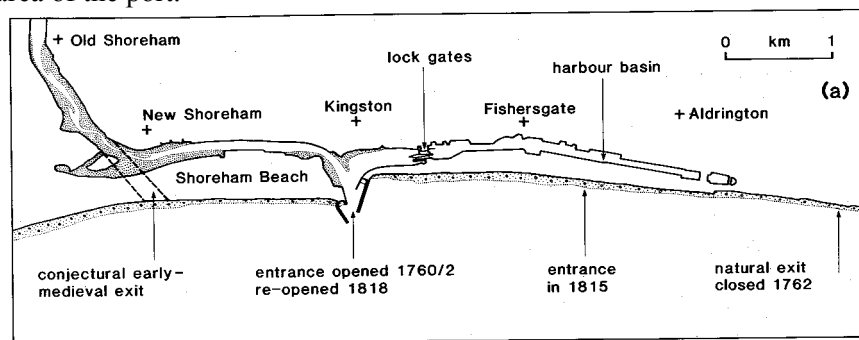 area of the port.
+ Old Shoreham
lock gates
0 km 1
harbour basin
(a)
New Shoreham
+
Kingston
+
Fishersgate
+
+ Aldrington
Shoreham Beach
conjectural early–
medieval exit
entrance opened 1760/2
re-opened 1818
entrance
in 1815
natural exit
closed 1762